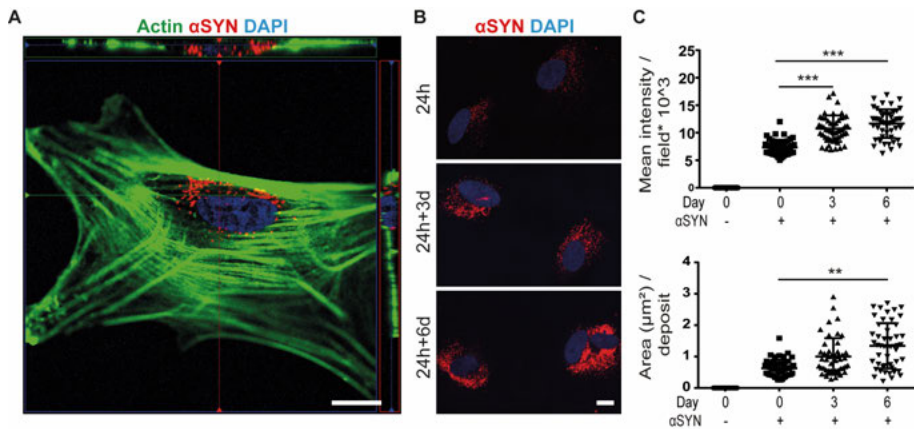 A
Actin αSYN DAPI
B
αSYN DAPI
24h
24h+3d
24h+6d
C
Mean intensity /
field* 10^3
25
20
15
10
5
0
***
***
Day 0 0 3 6
αSYN - + + +
Area (µm²) /
deposit
4
3
2
1
0
**
Day 0 0 3 6
αSYN - + + +